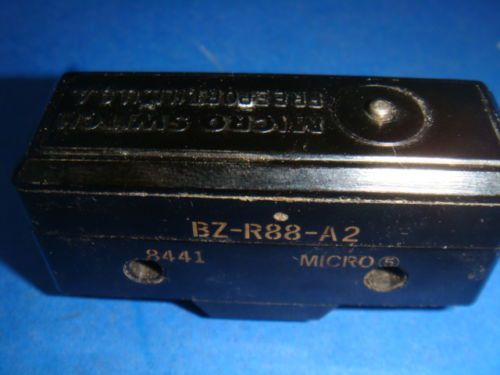 MICRO SWITCH
FREEPORT ILL. U.S.A.
BZ-R88-A2
8441 MICRO